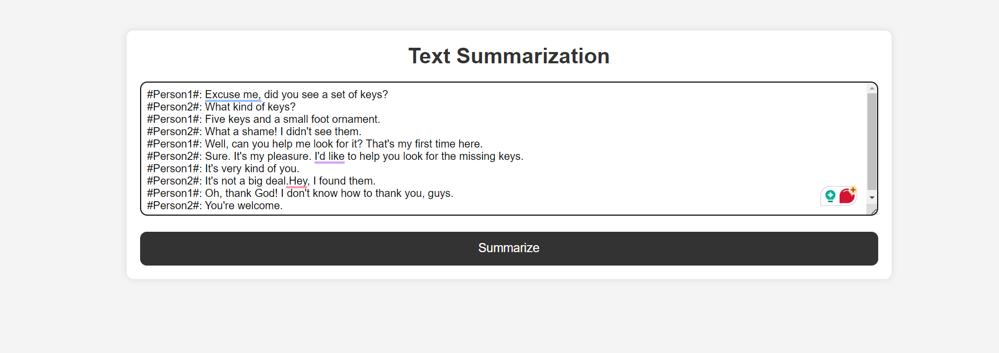 Text Summarization
#Person1#: Excuse me, did you see a set of keys?
#Person2#: What kind of keys?
#Person1#: Five keys and a small foot ornament.
#Person2#: What a shame! I didn't see them.
#Person1#: Well, can you help me look for it? That's my first time here.
#Person2#: Sure. It's my pleasure. I'd like to help you look for the missing keys.
#Person1#: It's very kind of you.
#Person2#: It's not a big deal.Hey, I found them.
#Person1#: Oh, thank God! I don't know how to thank you, guys.
#Person2#: You're welcome.
Summarize